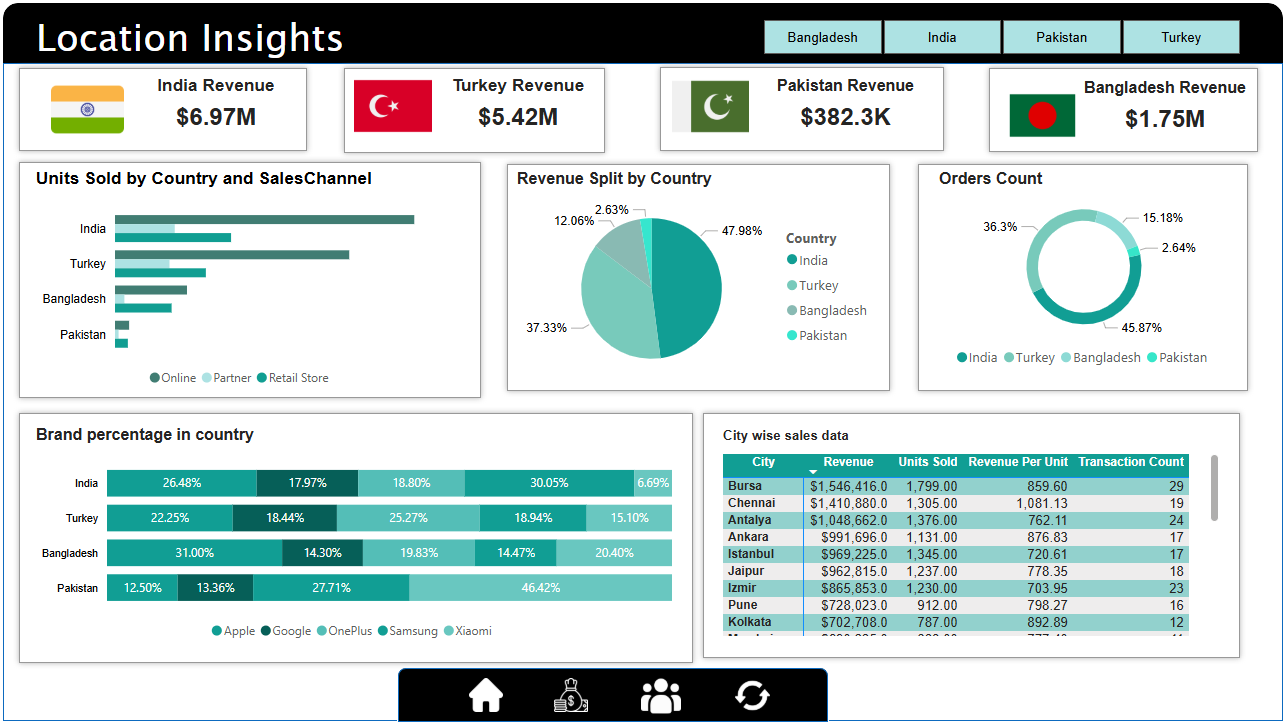 Location Insights
Bangladesh
India
Pakistan
Turkey
India Revenue
$6.97M
Turkey Revenue
$5.42M
Pakistan Revenue
$382.3K
Bangladesh Revenue
$1.75M
Units Sold by Country and SalesChannel
India
Turkey
Bangladesh
Pakistan
Online Partner Retail Store
Revenue Split by Country
2.63%
12.06%
47.98%
37.33%
Country
India
Turkey
Bangladesh
Pakistan
Orders Count
36.3%
15.18%
2.64%
45.87%
India Turkey Bangladesh Pakistan
Brand percentage in country
India 26.48% 17.97% 18.80% 30.05% 6.69%
Turkey 22.25% 18.44% 25.27% 18.94% 15.10%
Bangladesh 31.00% 14.30% 19.83% 14.47% 20.40%
Pakistan 12.50% 13.36% 27.71% 46.42%
Apple Google OnePlus Samsung Xiaomi
City wise sales data
City Revenue Units Sold Revenue Per Unit Transaction Count
Bursa $1,546,416.0 1,799.00 859.60 29
Chennai $1,410,880.0 1,305.00 1,081.13 19
Antalya $1,048,662.0 1,376.00 762.11 24
Ankara $991,696.0 1,131.00 876.83 17
Istanbul $969,225.0 1,345.00 720.61 17
Jaipur $962,815.0 1,237.00 778.35 18
Izmir $865,853.0 1,230.00 703.95 23
Pune $728,023.0 912.00 798.27 16
Kolkata $702,708.0 787.00 892.89 12